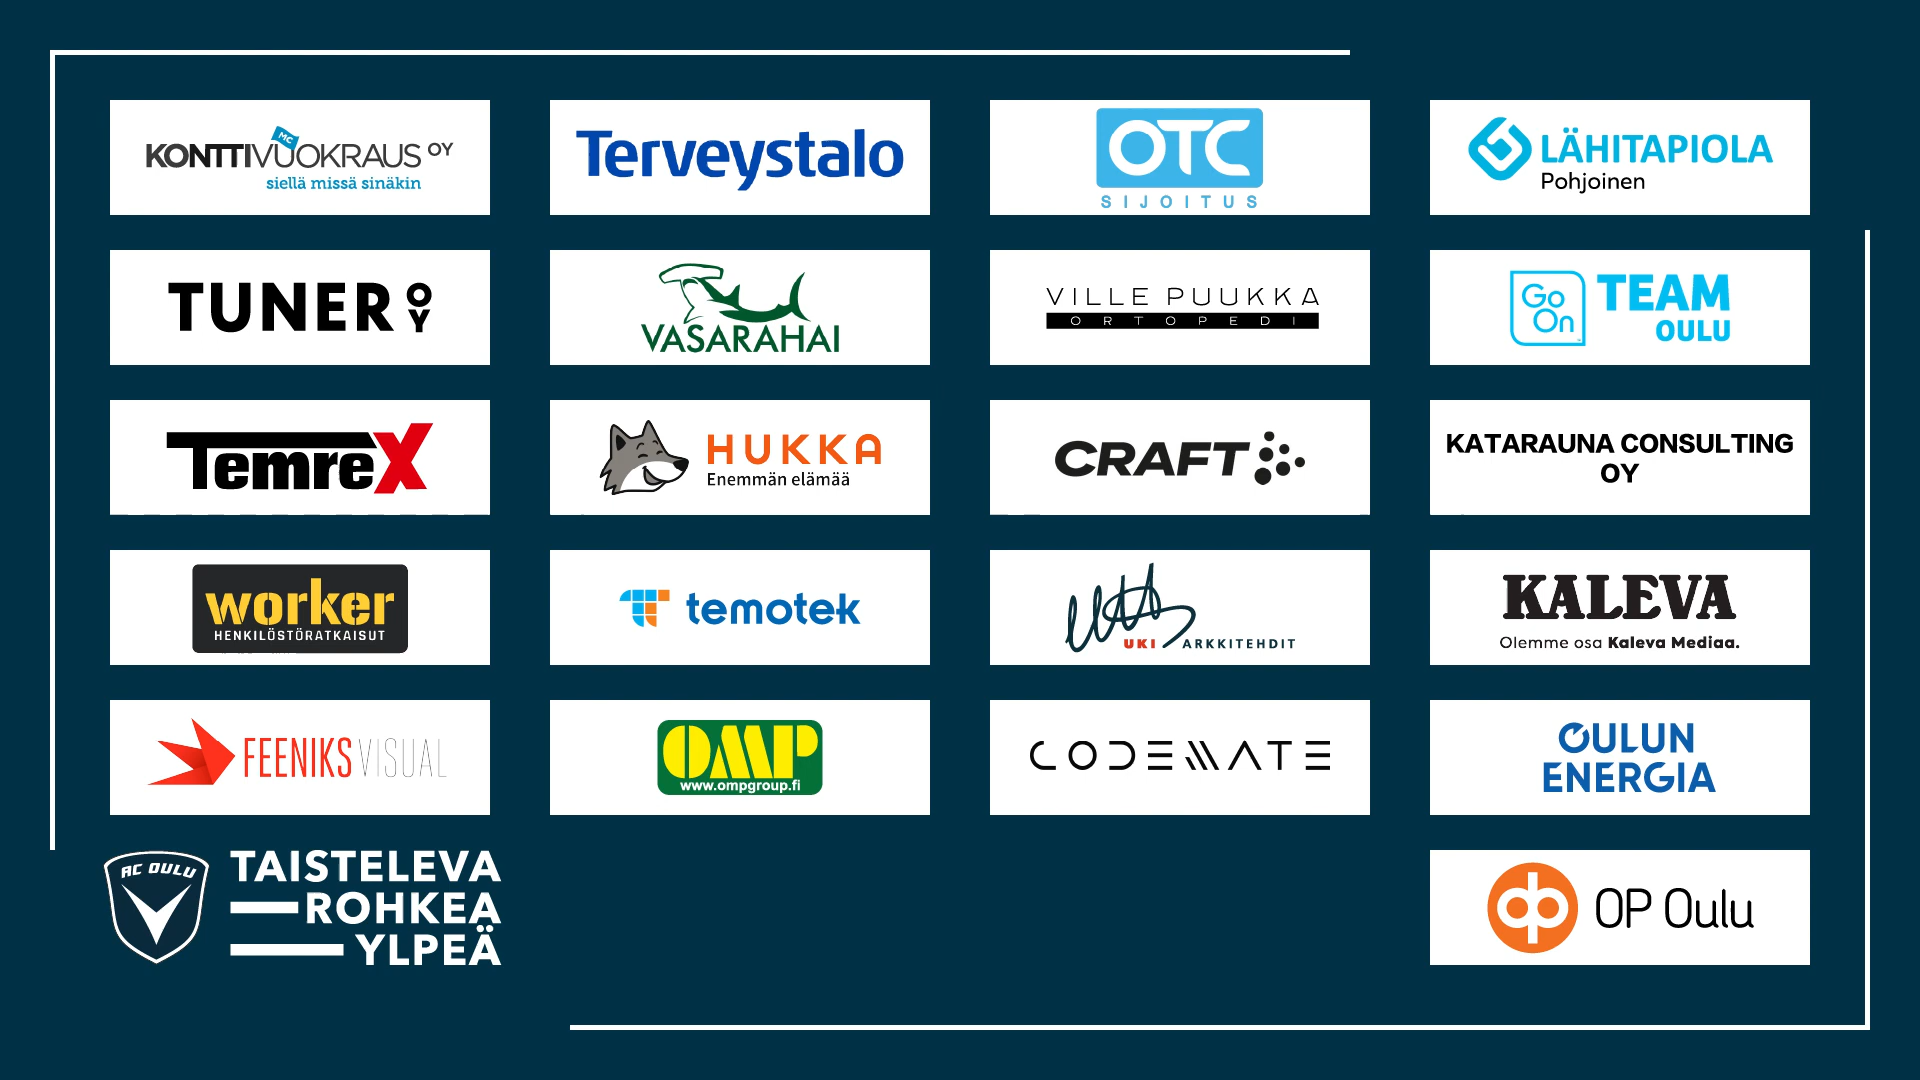 MC
KONTTIVUOKRAUS OY
siellä missä sinäkin
Terveystalo
OTC
SIJOITUS
LÄHITAPIOLA
Pohjoinen
TUNER OY
VASARAHAI
VILLE PUUKKA
ORTOPEDI
Go On
TEAM
OULU
TemreX
HUKKA
Enemmän elämää
CRAFT
KATARAUNA CONSULTING
OY
worker
HENKILÖSTÖRATKAISUT
temotek
UKI ARKKITEHDIT
KALEVA
Olemme osa Kaleva Mediaa.
FEENIKS VISUAL
OMP
www.ompgroup.fi
CODEMATE
OULUN
ENERGIA
AC OULU
TAISTELEVA
ROHKEA
YLPEÄ
OP Oulu